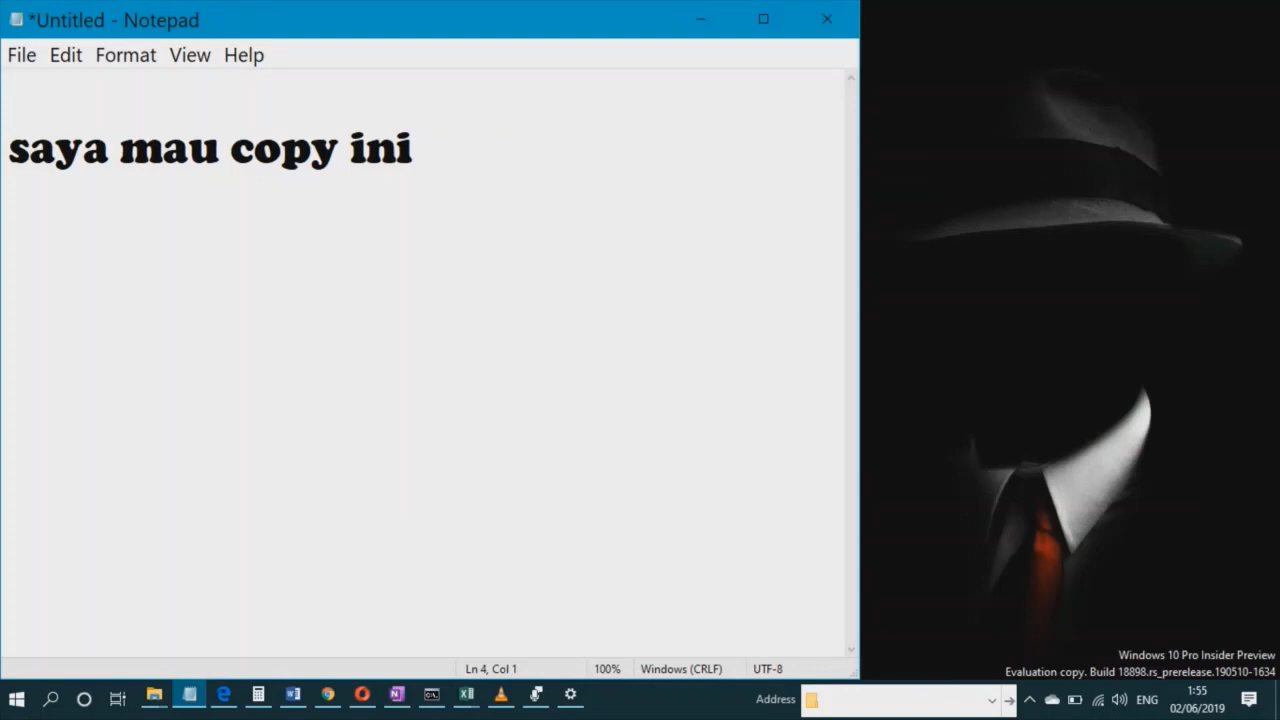 *Untitled - Notepad
File Edit Format View Help
saya mau copy ini
Ln 4, Col 1 100% Windows (CRLF) UTF-8
Windows 10 Pro Insider Preview
Evaluation copy. Build 18898.rs_prerelease.190510-1634
Address ENG 1:55
02/06/2019